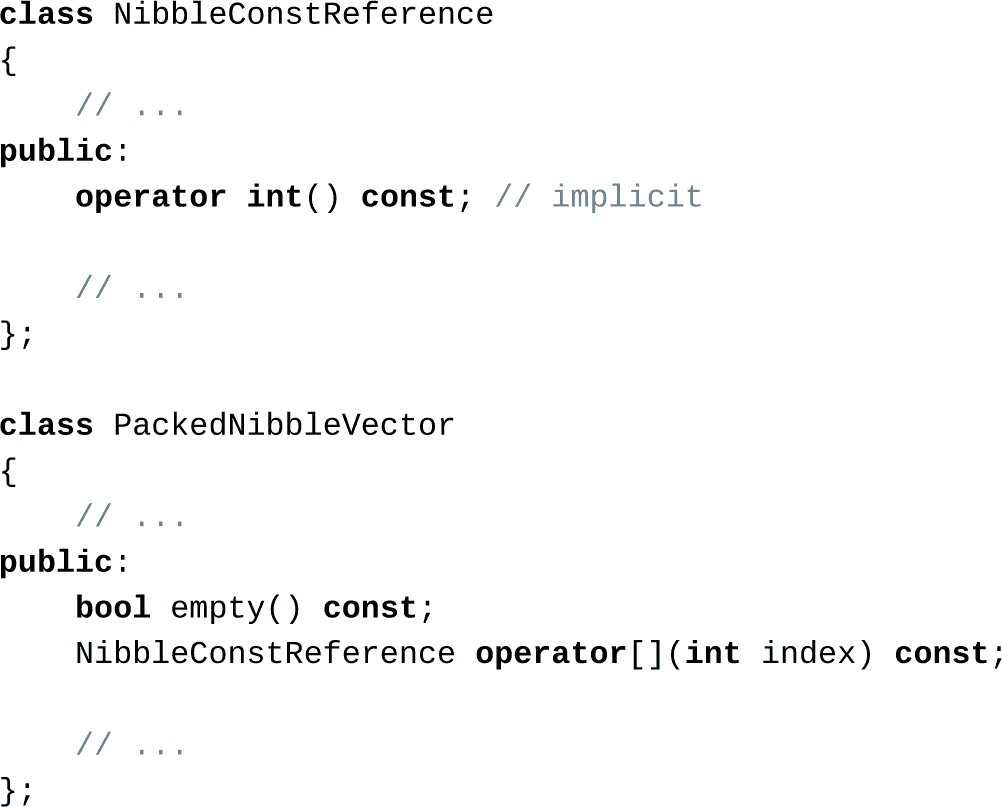 class NibbleConstReference
{
    // ...
public:
    operator int() const; // implicit

    // ...
};

class PackedNibbleVector
{
    // ...
public:
    bool empty() const;
    NibbleConstReference operator[](int index) const;

    // ...
};